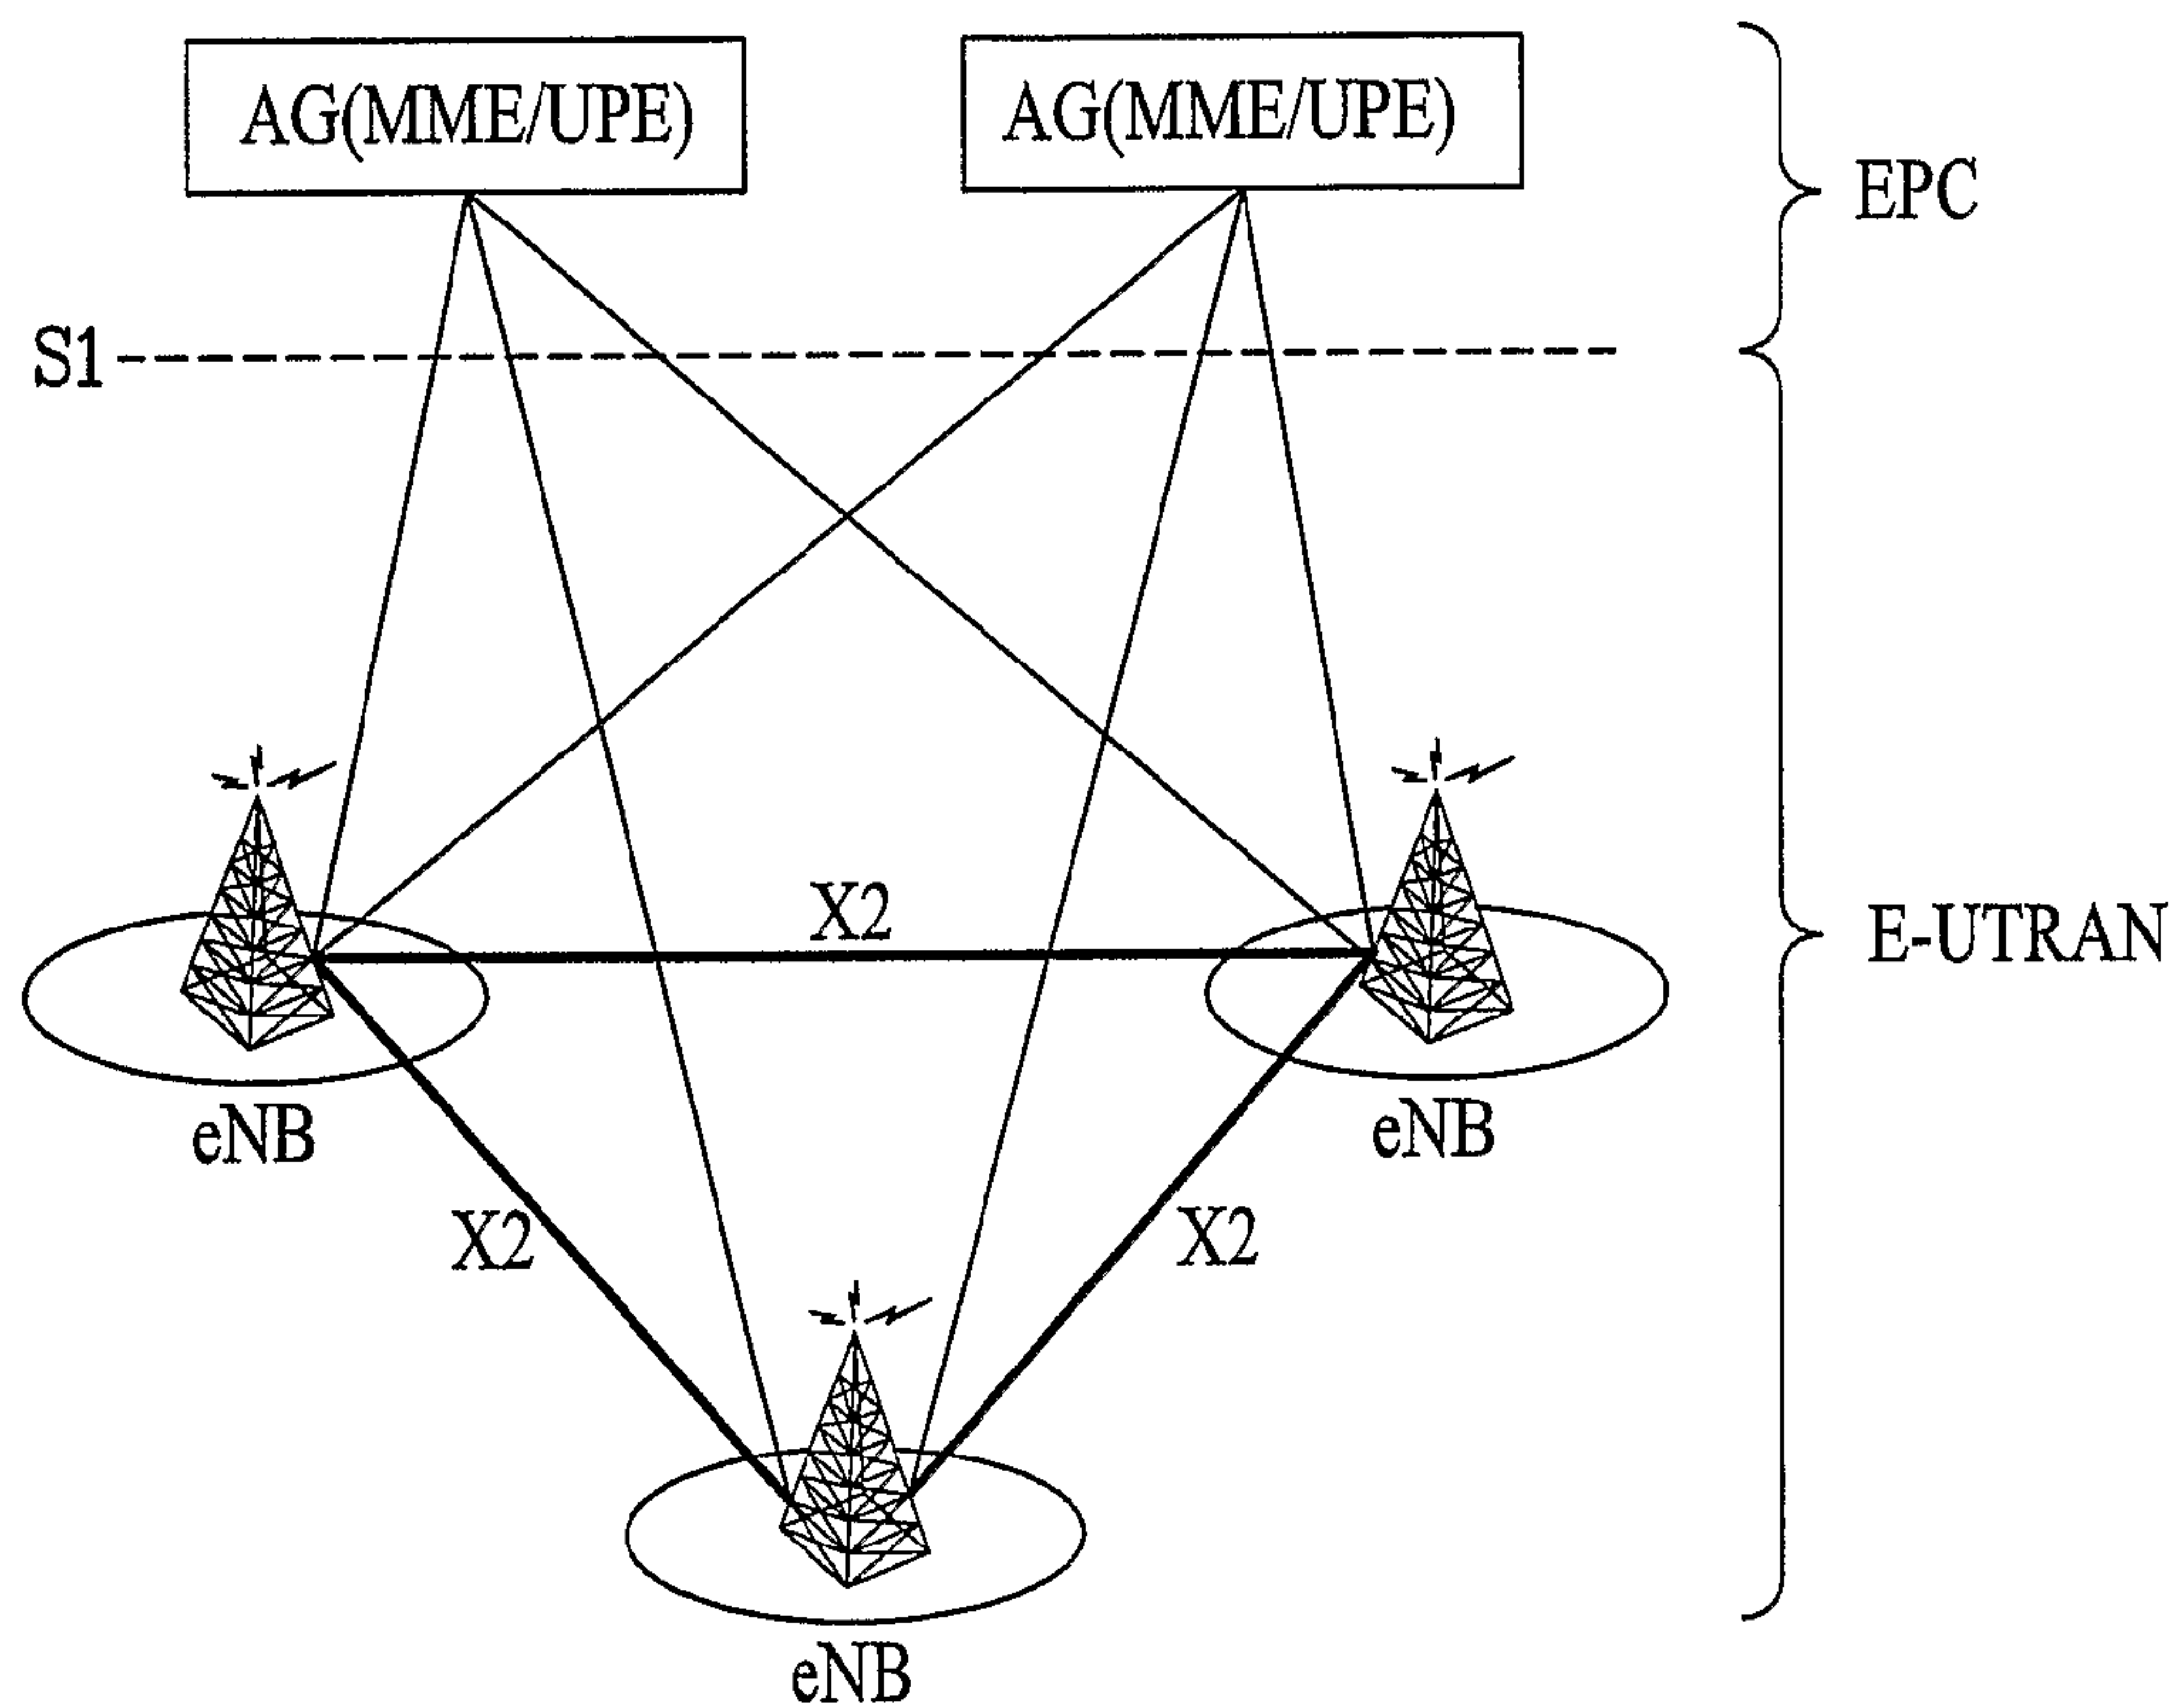 AG(MME/UPE)
AG(MME/UPE)
EPC
S1
X2
E-UTRAN
eNB
eNB
X2
X2
eNB